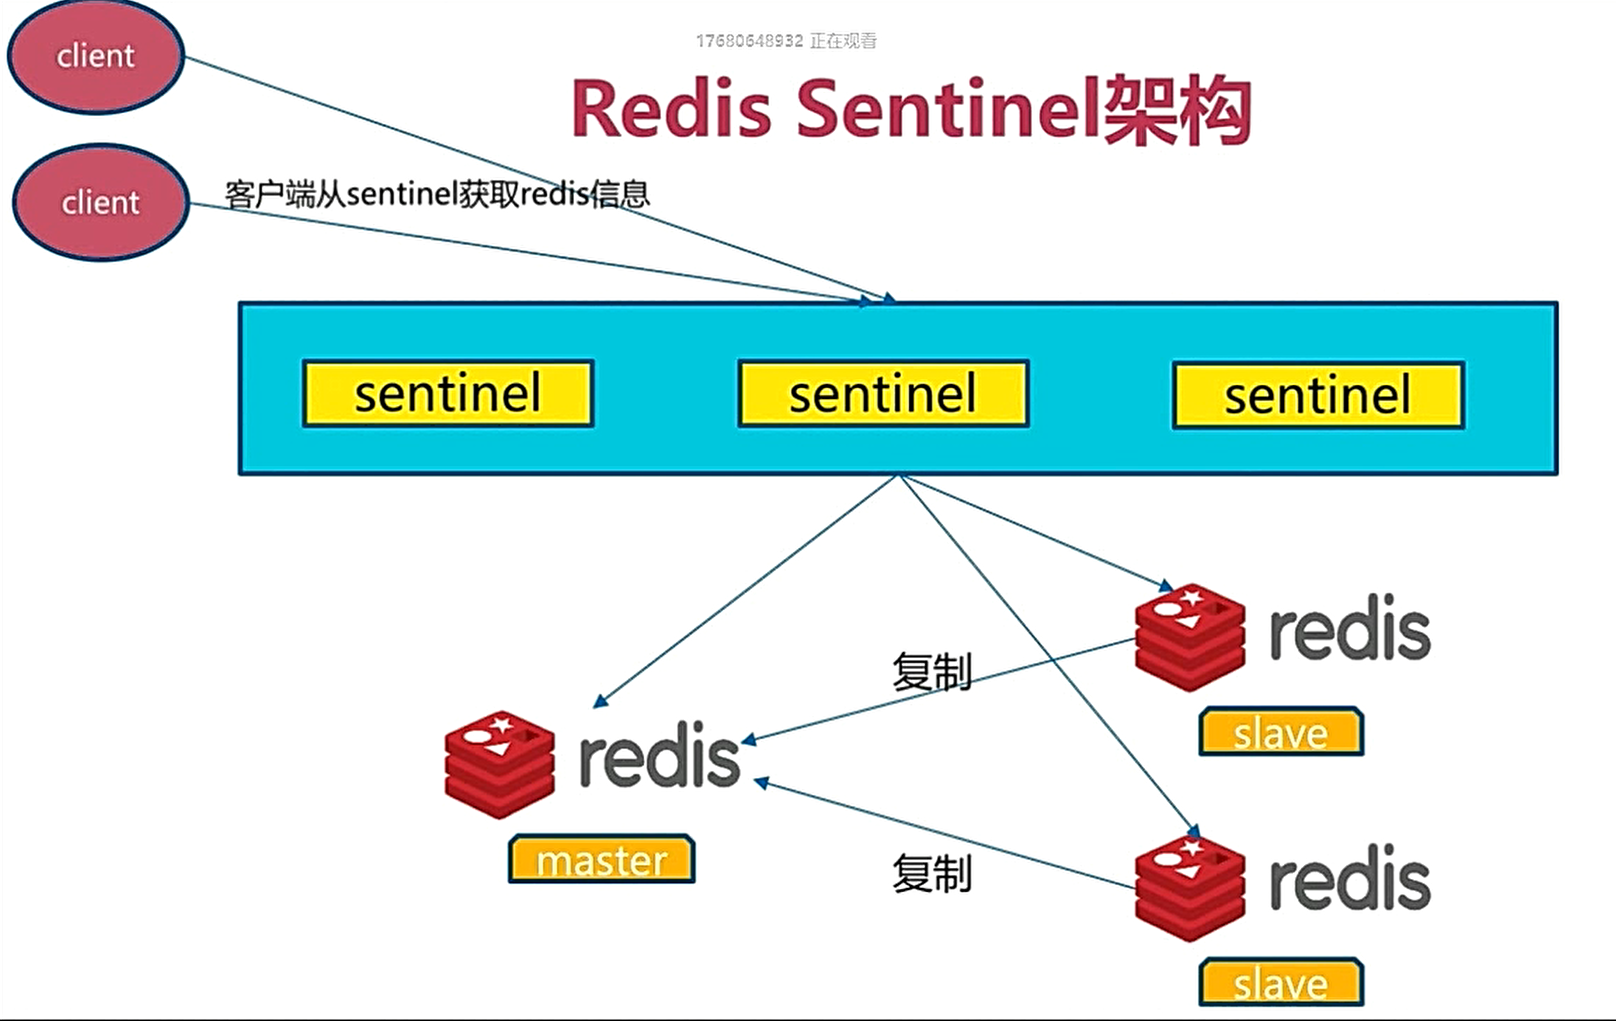 client
17680648932 正在观看
Redis Sentinel架构
client
客户端从sentinel获取redis信息
sentinel
sentinel
sentinel
redis
复制
slave
redis
master
复制
redis
slave